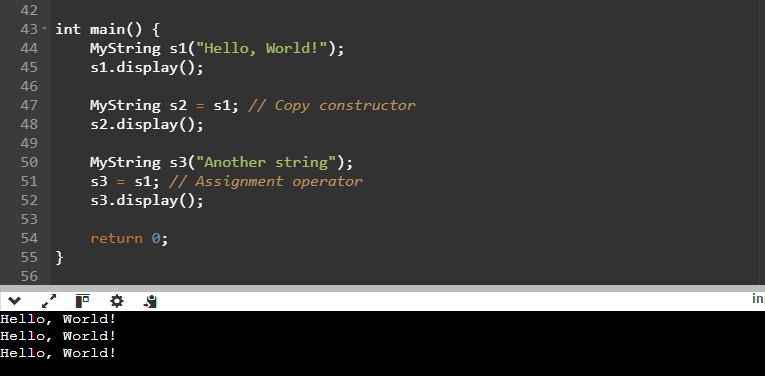 42
43 int main() {
44 MyString s1("Hello, World!");
45 s1.display();
46
47 MyString s2 = s1; // Copy constructor
48 s2.display();
49
50 MyString s3("Another string");
51 s3 = s1; // Assignment operator
52 s3.display();
53
54 return 0;
55 }
56
in
Hello, World!
Hello, World!
Hello, World!